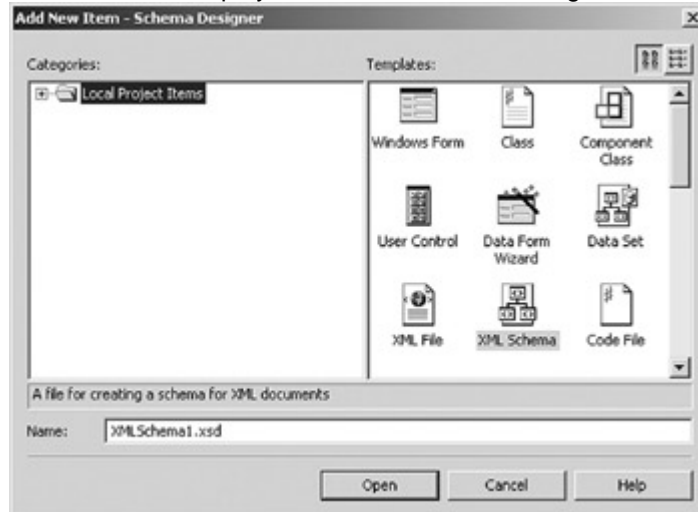 Add New Item - Schema Designer
Categories:
Templates:
Local Project Items
Windows Form
Class
Component
Class
User Control
Data Form
Wizard
Data Set
XML File
XML Schema
Code File
A file for creating a schema for XML documents
Name:
XMLSchema1.xsd
Open
Cancel
Help